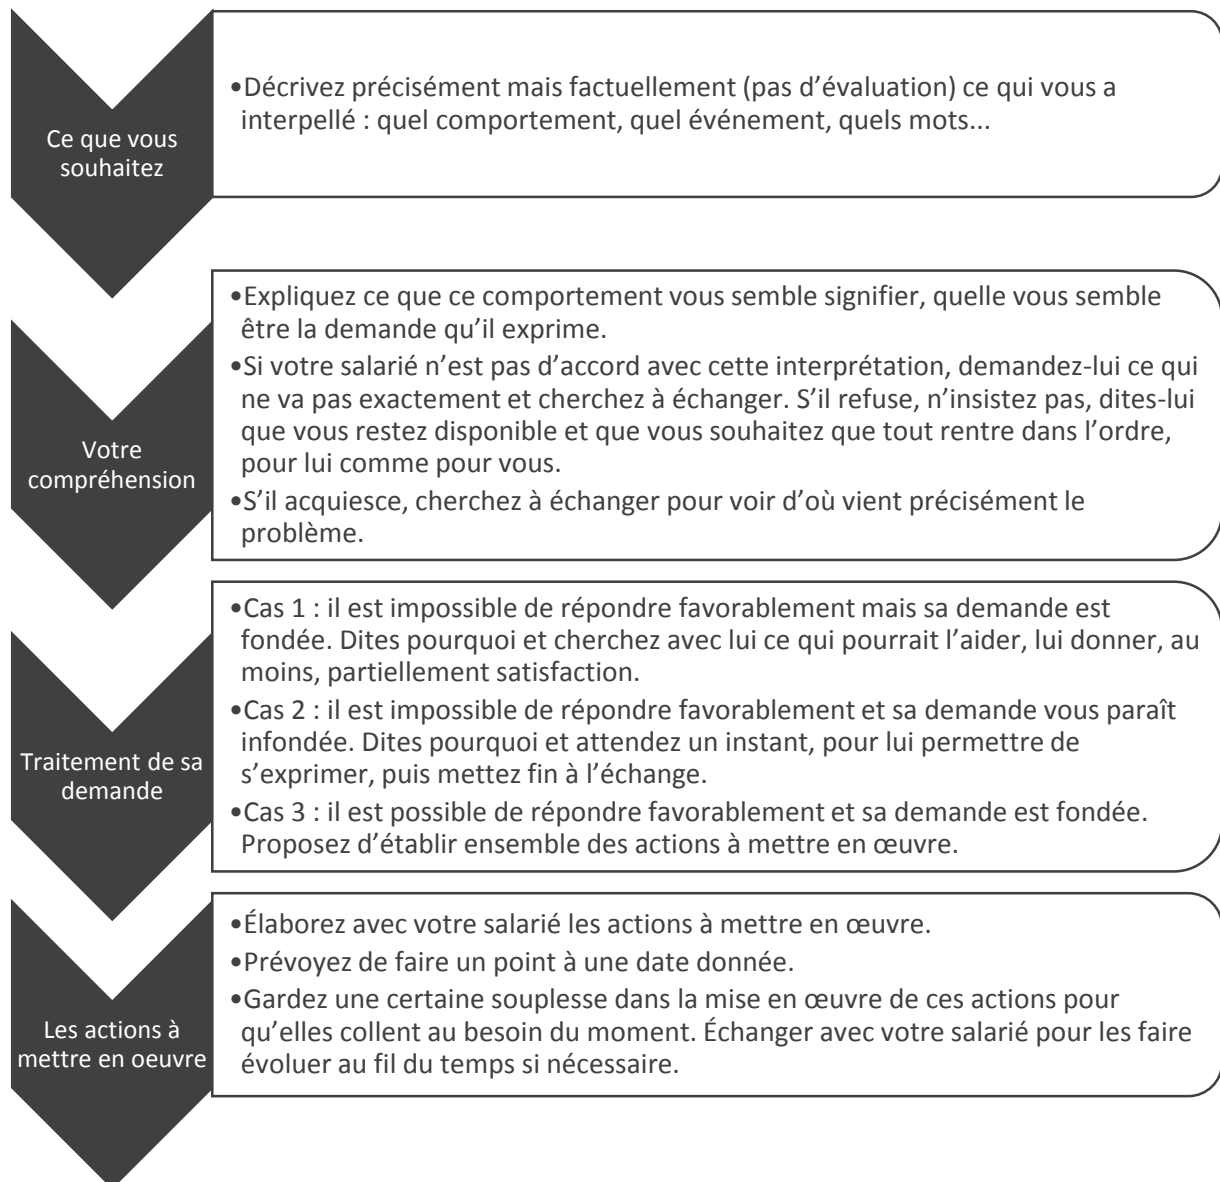 Ce que vous
souhaitez
•Décrivez précisément mais factuellement (pas d’évaluation) ce qui vous a
interpellé : quel comportement, quel événement, quels mots...
Votre
compréhension
•Expliquez ce que ce comportement vous semble signifier, quelle vous semble
être la demande qu’il exprime.
•Si votre salarié n’est pas d’accord avec cette interprétation, demandez-lui ce qui
ne va pas exactement et cherchez à échanger. S’il refuse, n’insistez pas, dites-lui
que vous restez disponible et que vous souhaitez que tout rentre dans l’ordre,
pour lui comme pour vous.
•S’il acquiesce, cherchez à échanger pour voir d’où vient précisément le
problème.
Traitement de sa
demande
•Cas 1 : il est impossible de répondre favorablement mais sa demande est
fondée. Dites pourquoi et cherchez avec lui ce qui pourrait l’aider, lui donner, au
moins, partiellement satisfaction.
•Cas 2 : il est impossible de répondre favorablement et sa demande vous paraît
infondée. Dites pourquoi et attendez un instant, pour lui permettre de
s’exprimer, puis mettez fin à l’échange.
•Cas 3 : il est possible de répondre favorablement et sa demande est fondée.
Proposez d’établir ensemble des actions à mettre en œuvre.
Les actions à
mettre en oeuvre
•Élaborez avec votre salarié les actions à mettre en œuvre.
•Prévoyez de faire un point à une date donnée.
•Gardez une certaine souplesse dans la mise en œuvre de ces actions pour
qu’elles collent au besoin du moment. Échanger avec votre salarié pour les faire
évoluer au fil du temps si nécessaire.